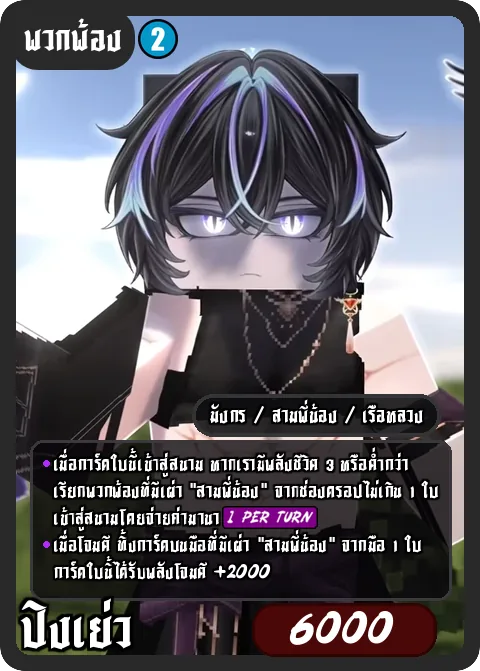 พวกพ้อง 2
มังกร / สามพี่น้อง / เรือหลวง
•เมื่อการ์ดใบนี้เข้าสู่สนาม หากเรามีพลังชีวิต 3 หรือต่ำกว่า
เรียกพวกพ้องที่มีเผ่า "สามพี่น้อง" จากช่องดรอปไม่เกิน 1 ใบ
เข้าสู่สนามโดยจ่ายค่ามานา 1 PER TURN
•เมื่อโจมตี ทิ้งการ์ดบนมือที่มีเผ่า "สามพี่น้อง" จากมือ 1 ใบ
การ์ดใบนี้ได้รับพลังโจมตี +2000
ปิงเย่ว
6000